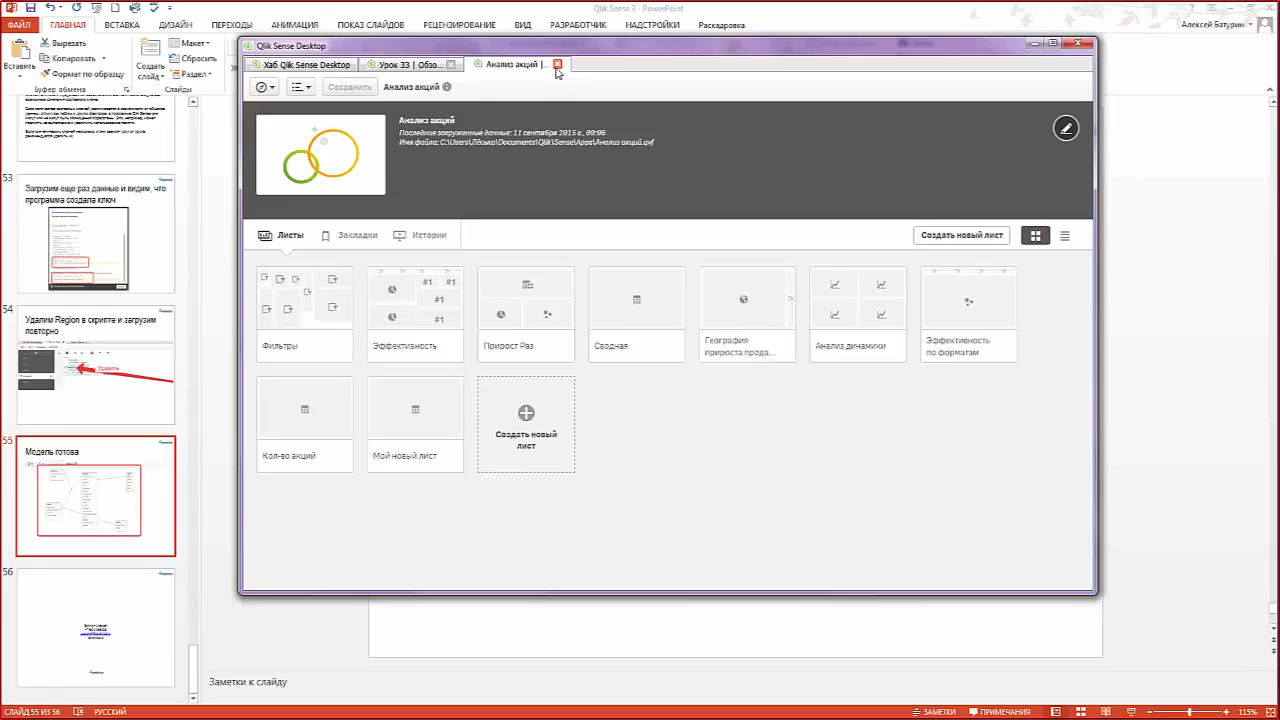 Qlik Sense 3 - PowerPoint
ФАЙЛ ГЛАВНАЯ ВСТАВКА ДИЗАЙН ПЕРЕХОДЫ АНИМАЦИЯ ПОКАЗ СЛАЙДОВ РЕЦЕНЗИРОВАНИЕ ВИД РАЗРАБОТЧИК НАДСТРОЙКИ Раскадровка
Алексей Батурин
Вставить
Вырезать
Копировать
Формат по образцу
Буфер обмена
Создать слайд
Макет
Сбросить
Раздел
Слайды
53
Загрузим еще раз данные и видим, что
программа создала ключ
54
Удалим Region в скрипте и загрузим
повторно
Удалить
55
Модель готова
56
Qlik Sense Desktop
Хаб Qlik Sense Desktop
Урок 33 | Обзо...
Анализ акций |...
Сохранить
Анализ акций
Анализ акций
Последние загруженные данные: 11 сентября 2015 г., 00:06
Имя файла: C:\Users\Лёська\Documents\Qlik\Sense\Apps\Анализ акций.qvf
Листы
Закладки
Истории
Создать новый лист
#1 #1
#1
#1
Фильтры
Эффективность
Прирост Раз
Сводная
География
прироста прода...
Анализ динамики
Эффективность
по форматам
Кол-во акций
Мой новый лист
Создать новый
лист
Заметки к слайду
СЛАЙД 55 ИЗ 56
РУССКИЙ
ЗАМЕТКИ
ПРИМЕЧАНИЯ
115%